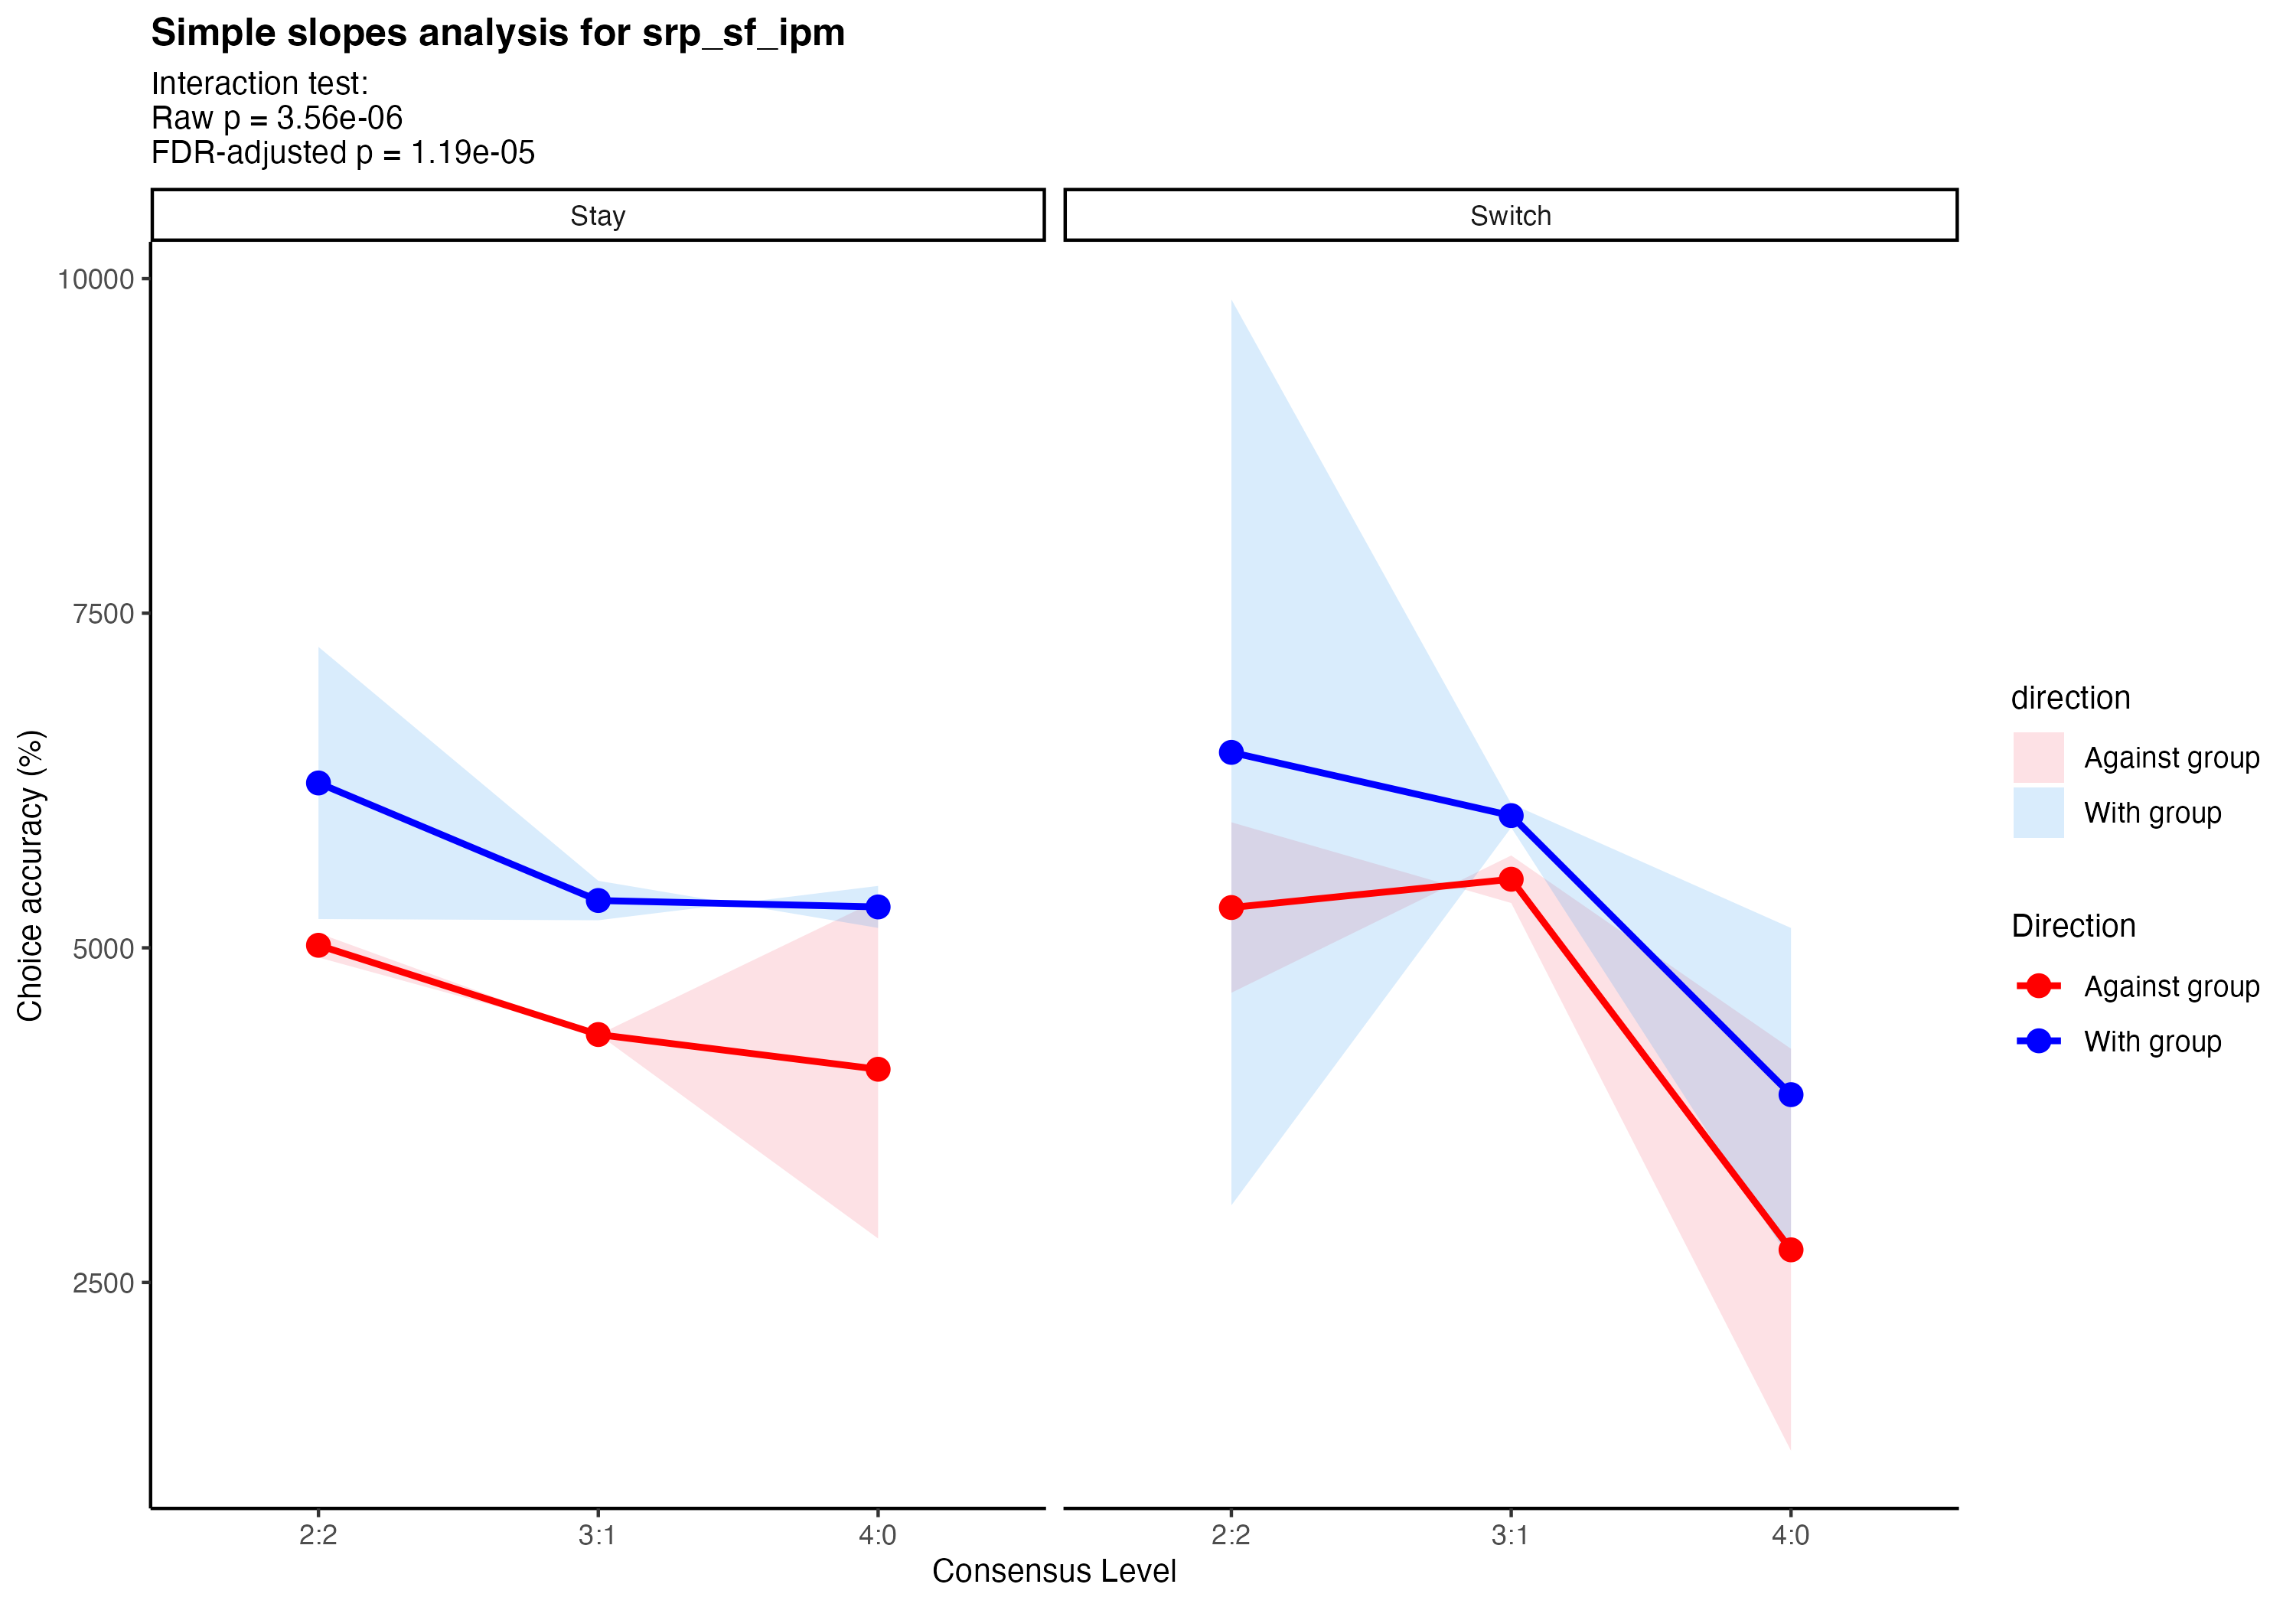 Simple slopes analysis for srp_sf_ipm
Interaction test:
Raw p = 3.56e-06
FDR-adjusted p = 1.19e-05
Stay
Switch
10000
7500
5000
2500
Choice accuracy (%)
2:2
3:1
4:0
2:2
3:1
4:0
Consensus Level
direction
Against group
With group
Direction
Against group
With group